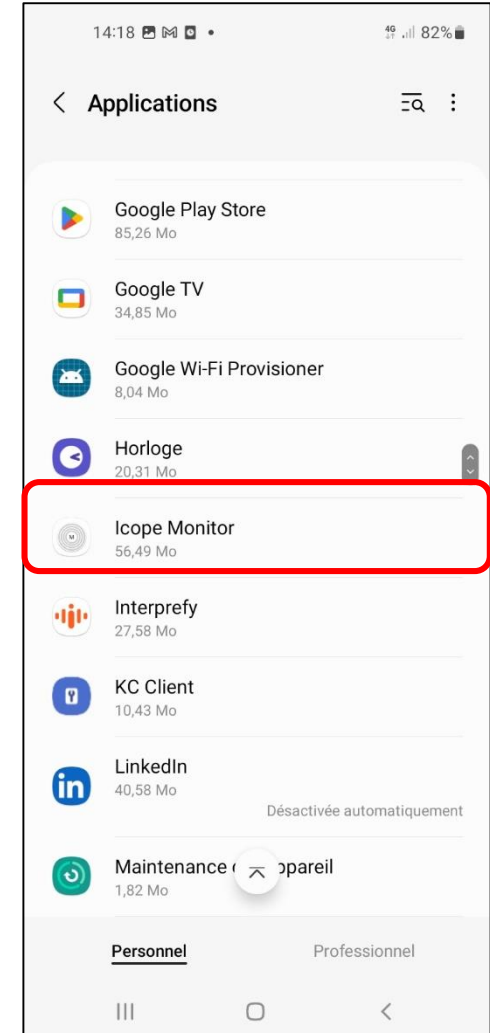 14:18
4G 82%
Applications
Google Play Store
85,26 Mo
Google TV
34,85 Mo
Google Wi-Fi Provisioner
8,04 Mo
Horloge
20,31 Mo
Icope Monitor
56,49 Mo
M
Interprefy
27,58 Mo
KC Client
10,43 Mo
in
LinkedIn
40,58 Mo
Désactivée automatiquement
Maintenance ppareil
1,82 Mo
Personnel
Professionnel